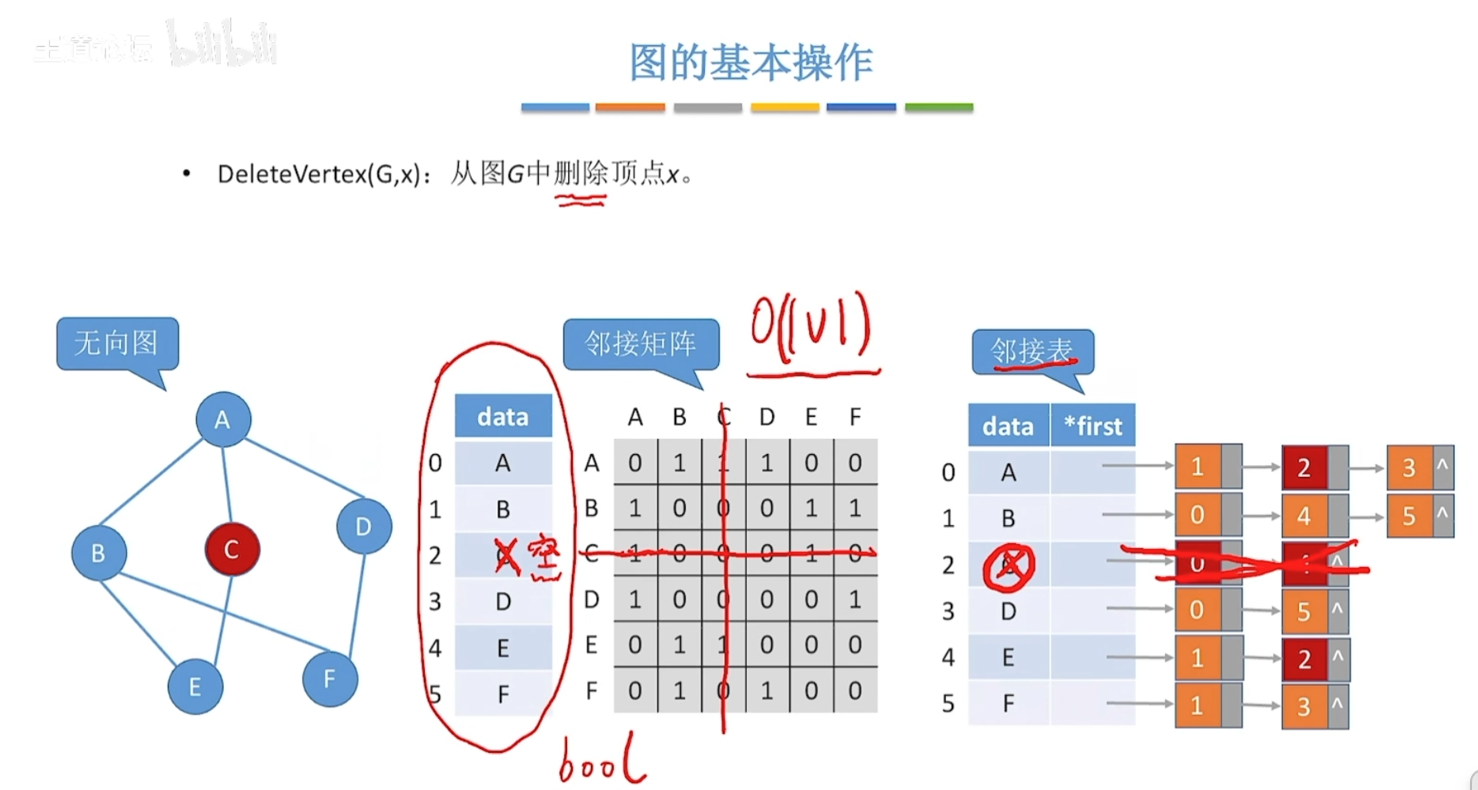 王道论坛 bilibili
图的基本操作
• DeleteVertex(G,x)：从图G中删除顶点x。
O(|V|)
无向图
邻接矩阵
邻接表
A
B
C
D
E
F
data
0 A
1 B
2 C 空
3 D
4 E
5 F
A B C D E F
A 0 1 1 1 0 0
B 1 0 0 0 1 1
C 1 0 0 0 1 0
D 1 0 0 0 0 1
E 0 1 1 0 0 0
F 0 1 0 1 0 0
bool
data *first
0 A 1 2 3 ^
1 B 0 4 5 ^
2 C 0 4 ^
3 D 0 5 ^
4 E 1 2 ^
5 F 1 3 ^